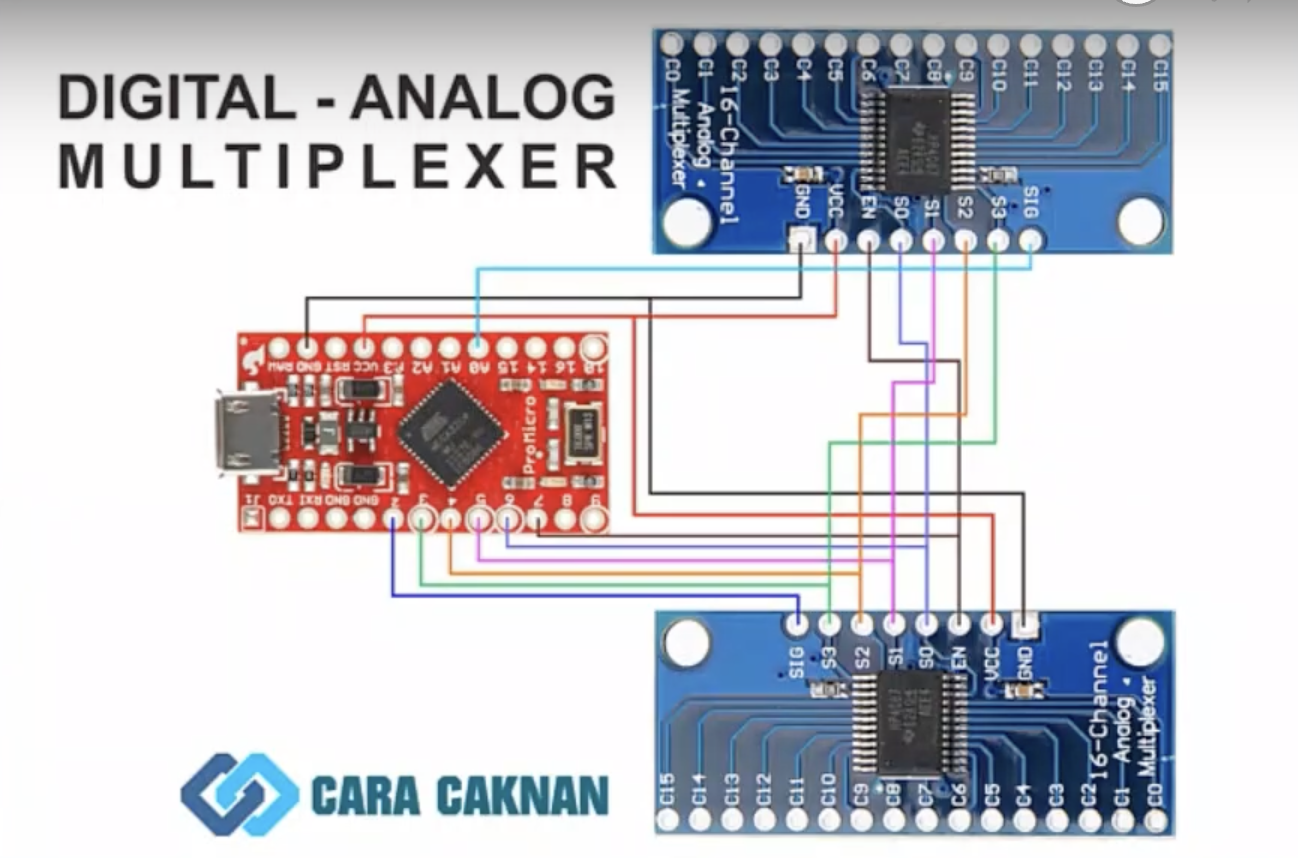 DIGITAL - ANALOG
MULTIPLEXER
C0 C1 C2 C3 C4 C5 C6 C7 C8 C9 C10 C11 C12 C13 C14 C15
16-Channel
Analog
Multiplexer
GND VCC EN S0 S1 S2 S3 SIG
RAW GND RST VCC A3 A2 A1 A0 15 14 16 10
ProMicro
J1 TXO RXI GND GND 2 3 4 5 6 7 8 9
SIG S3 S2 S1 S0 EN VCC GND
16-Channel
Analog
Multiplexer
C15 C14 C13 C12 C11 C10 C9 C8 C7 C6 C5 C4 C3 C2 C1 C0
CARA CAKNAN